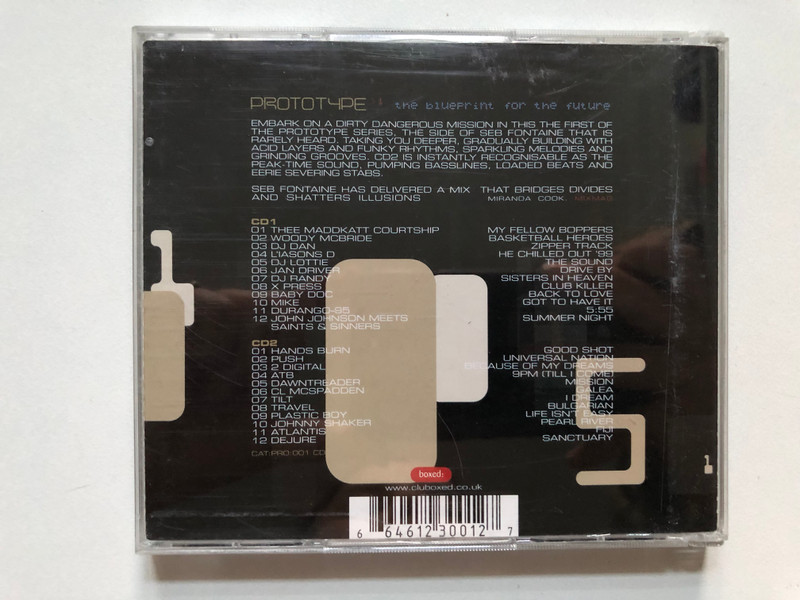 PROTOTYPE the blueprint for the future
EMBARK ON A DIRTY DANGEROUS MISSION IN THIS THE FIRST OF
THE PROTOTYPE SERIES, THE SIDE OF SEB FONTAINE THAT IS
RARELY HEARD. TAKING YOU DEEPER, GRADUALLY BUILDING WITH
ACID LAYERS AND FUNKY RHYTHMS, SPARKLING MELODIES AND
GRINDING GROOVES. CD2 IS INSTANTLY RECOGNISABLE AS THE
PEAK-TIME SOUND, PUMPING BASSLINES, LOADED BEATS AND
EERIE SEVERING STABS.
SEB FONTAINE HAS DELIVERED A MIX THAT BRIDGES DIVIDES
AND SHATTERS ILLUSIONS MIRANDA COOK. MIXMAG
CD1
01 THEE MADDKATT COURTSHIP MY FELLOW BOPPERS
02 WOODY MCBRIDE BASKETBALL HEROES
03 DJ DAN ZIPPER TRACK
04 L'IASONS D HE CHILLED OUT '99
05 DJ LOTTIE THE SOUND
06 JAN DRIVER DRIVE BY
07 DJ RANDY SISTERS IN HEAVEN
08 X PRESS CLUB KILLER
09 BABY DOC BACK TO LOVE
10 MIKE GOT TO HAVE IT
11 DURANGO-95 5:55
12 JOHN JOHNSON MEETS SUMMER NIGHT
SAINTS & SINNERS
CD2
01 HANDS BURN GOOD SHOT
02 PUSH UNIVERSAL NATION
03 2 DIGITAL BECAUSE OF MY DREAMS
04 ATB 9PM (TILL I COME)
05 DAWNTREADER MISSION
06 CL MCSPADDEN GALEA
07 TILT I DREAM
08 TRAVEL BULGARIAN
09 PLASTIC BOY LIFE ISN'T EASY
10 JOHNNY SHAKER PEARL RIVER
11 ATLANTIS FIJI
12 DEJURE SANCTUARY
CAT:PRO:001 CD
boxed:
www.cluboxed.co.uk
6 64612 30012 7